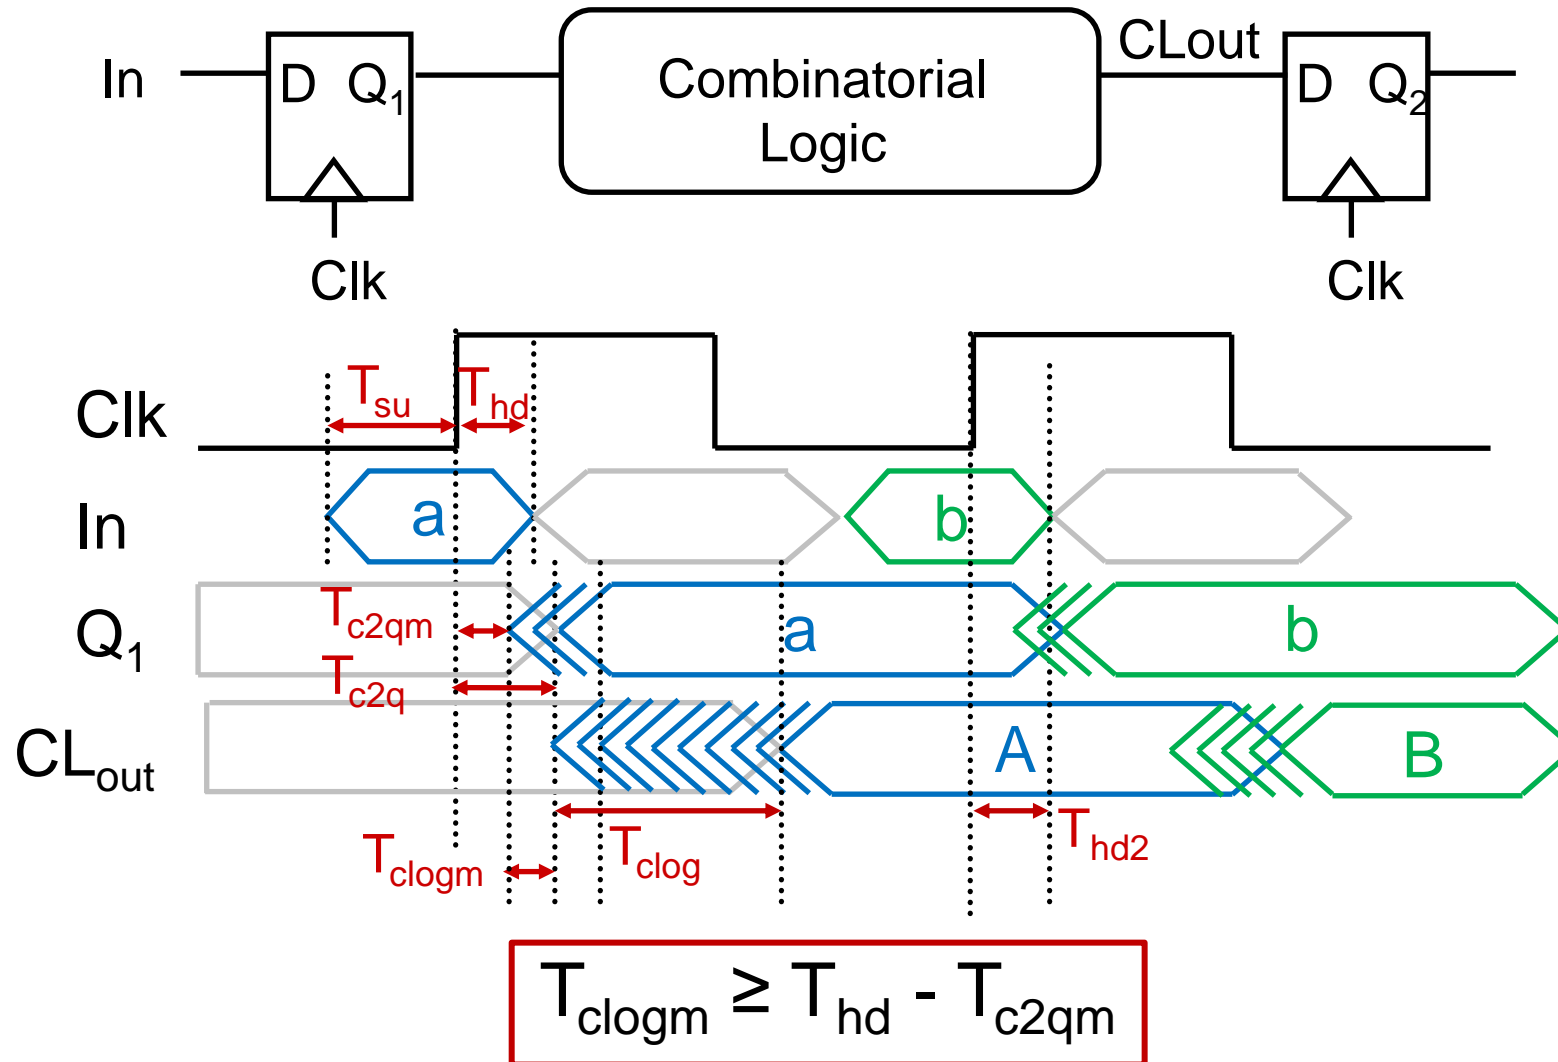 In D Q1 Combinatorial Logic CLout D Q2
Clk Clk
Clk Tsu Thd
In a b
Q1 Tc2qm a b
Tc2q
CLout A B
Tclogm Tclog Thd2
Tclogm ≥ Thd - Tc2qm